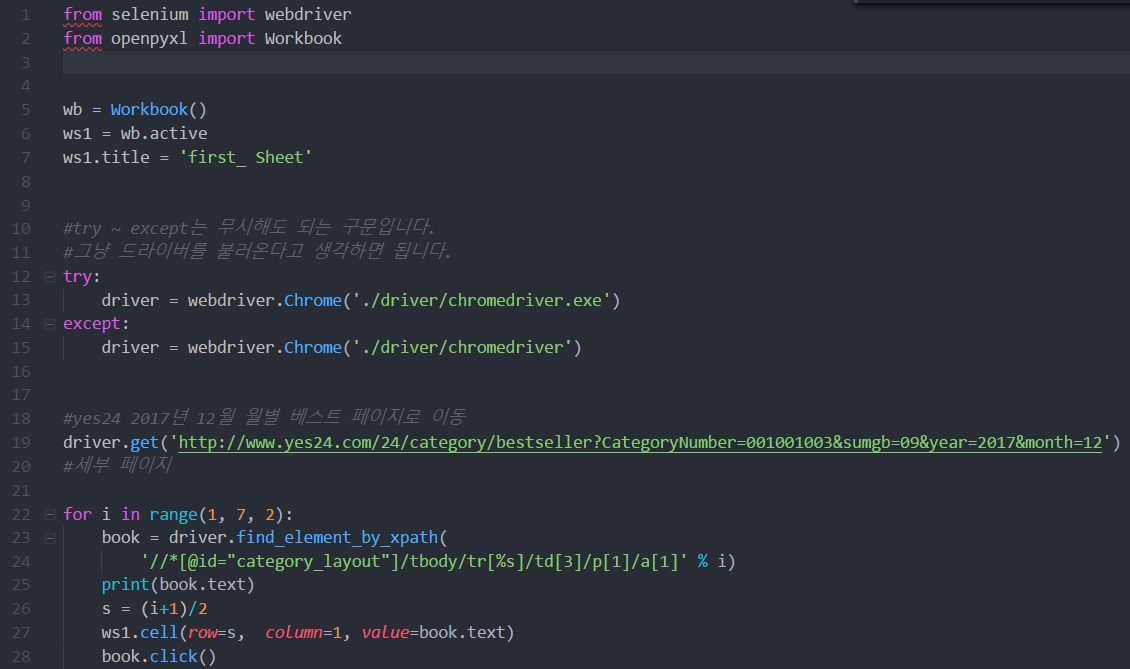 1 from selenium import webdriver
2 from openpyxl import Workbook
3
4
5 wb = Workbook()
6 ws1 = wb.active
7 ws1.title = 'first_ Sheet'
8
9
10 #try ~ except는 무시해도 되는 구문입니다.
11 #그냥 드라이버를 불러온다고 생각하면 됩니다.
12 try:
13 driver = webdriver.Chrome('./driver/chromedriver.exe')
14 except:
15 driver = webdriver.Chrome('./driver/chromedriver')
16
17
18 #yes24 2017년 12월 월별 베스트 페이지로 이동
19 driver.get('http://www.yes24.com/24/category/bestseller?CategoryNumber=001001003&sumgb=09&year=2017&month=12')
20 #세부 페이지
21
22 for i in range(1, 7, 2):
23 book = driver.find_element_by_xpath(
24 '//*[@id="category_layout"]/tbody/tr[%s]/td[3]/p[1]/a[1]' % i)
25 print(book.text)
26 s = (i+1)/2
27 ws1.cell(row=s,  column=1, value=book.text)
28 book.click()